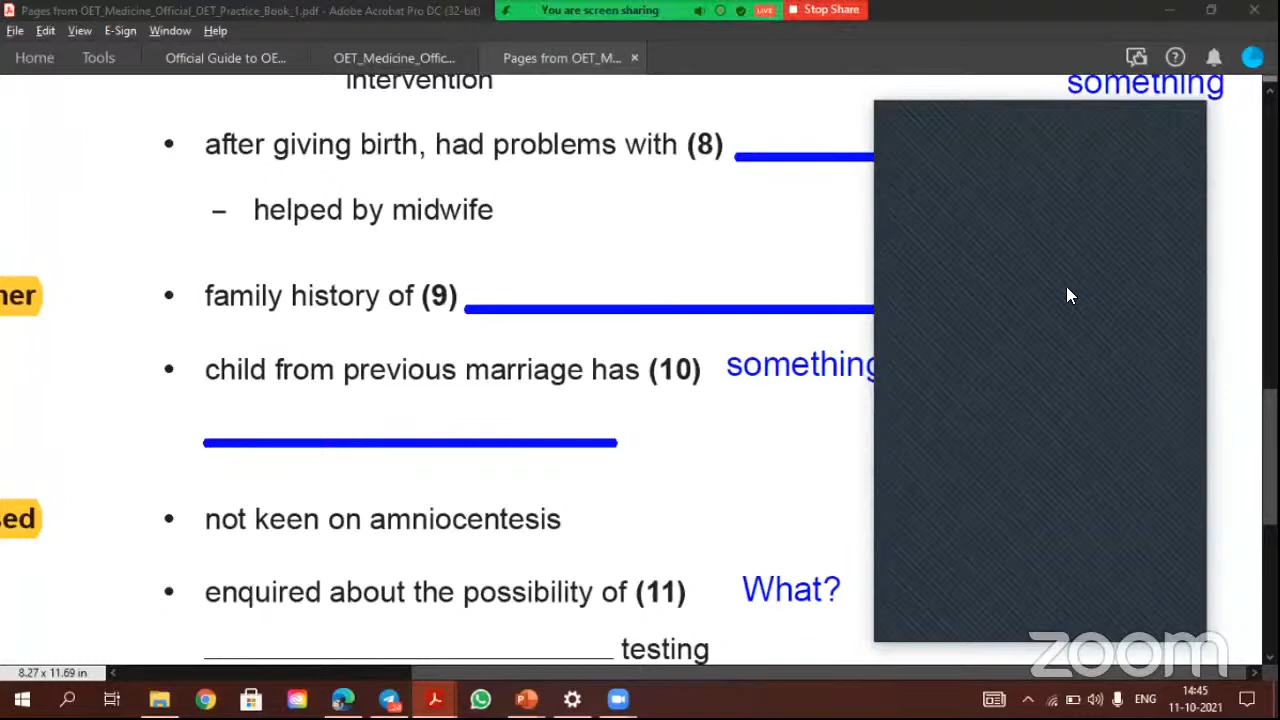 Pages from OET_Medicine_Official_OET_Practice_Book_1.pdf - Adobe Acrobat Pro DC (32-bit)
You are screen sharing
LIVE
Stop Share
File Edit View E-Sign Window Help
Home Tools Official Guide to OE... OET_Medicine_Offic... Pages from OET_M... ×
intervention
something
• after giving birth, had problems with (8)
– helped by midwife
her
• family history of (9)
• child from previous marriage has (10) something
sed
• not keen on amniocentesis
• enquired about the possibility of (11) What?
testing
zoom
8.27 x 11.69 in
ENG
14:45
11-10-2021